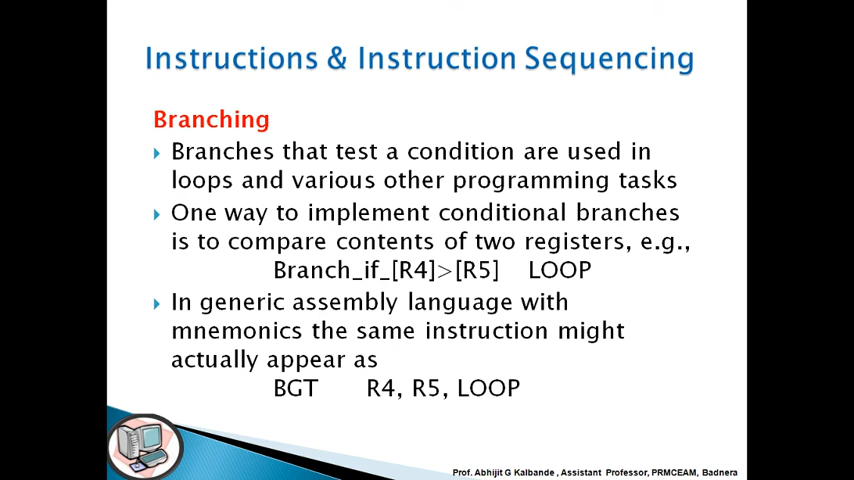 Instructions & Instruction Sequencing
Branching
Branches that test a condition are used in
loops and various other programming tasks
One way to implement conditional branches
is to compare contents of two registers, e.g.,
Branch_if_[R4]>[R5] LOOP
In generic assembly language with
mnemonics the same instruction might
actually appear as
BGT R4, R5, LOOP
Prof. Abhijit G Kalbande , Assistant Professor, PRMCEAM, Badnera